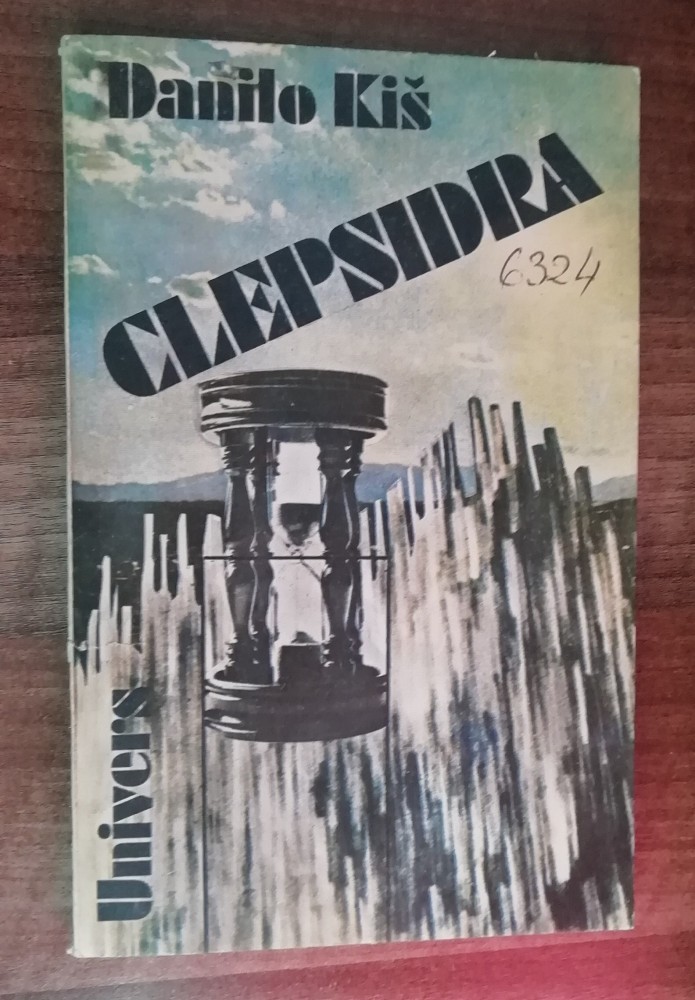 Danilo Kiš
CLEPSIDRA
6324
Univers